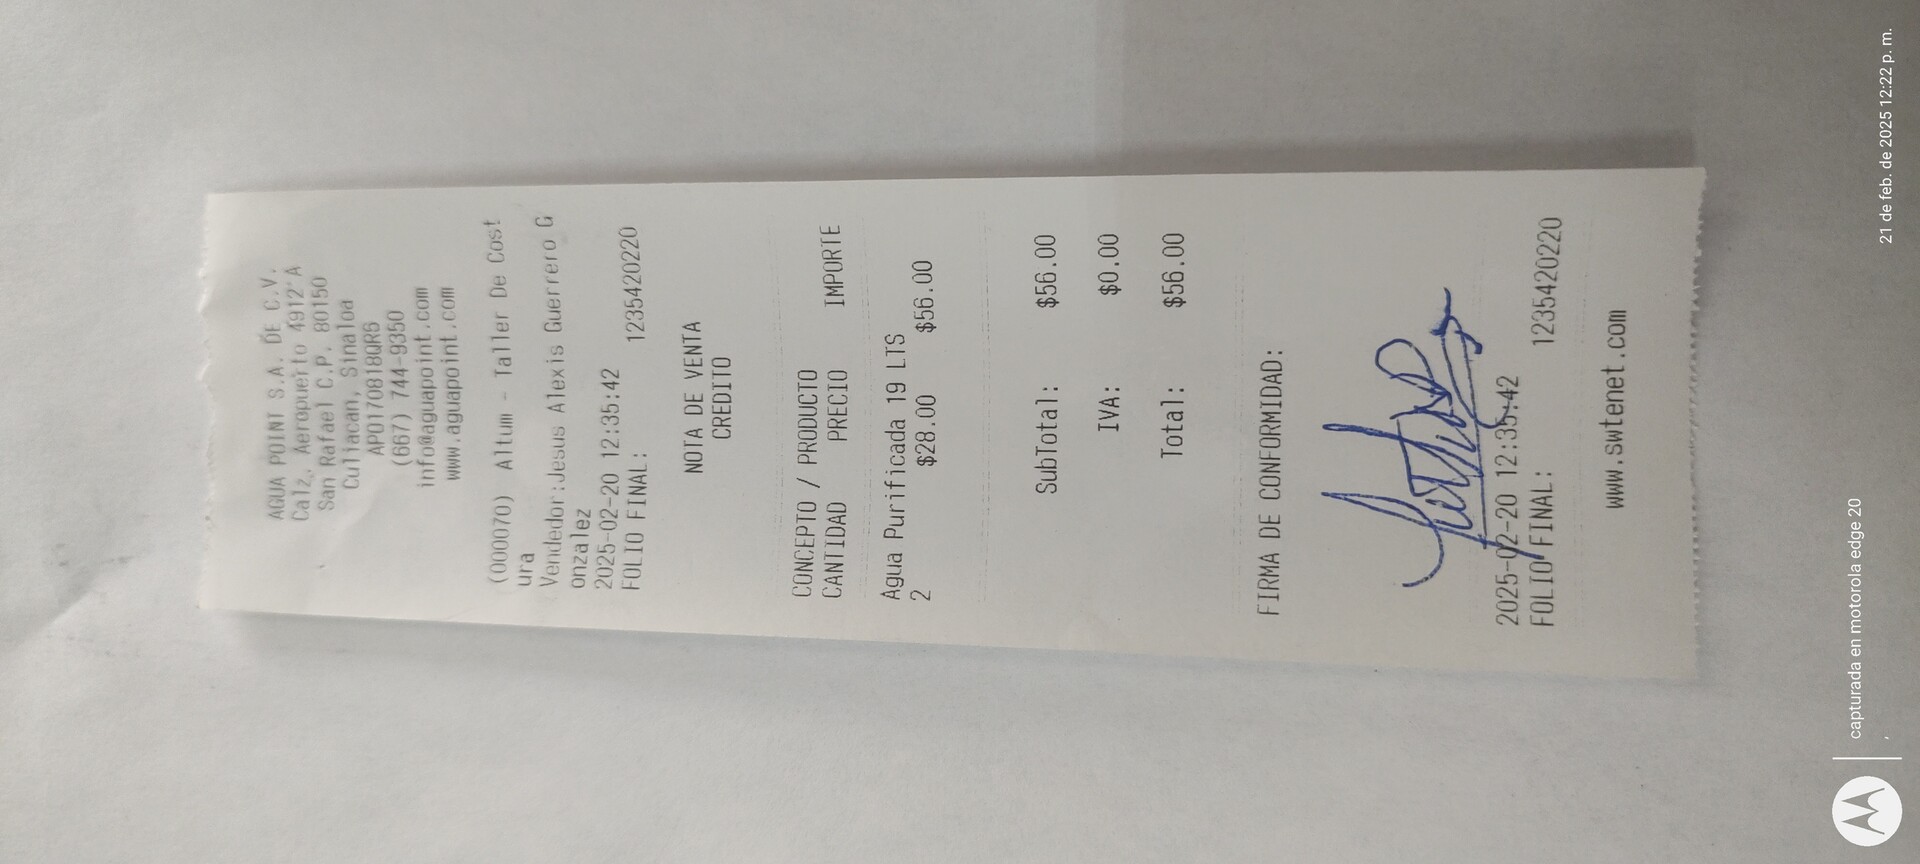 AGUA POINT S.A. DE C.V.
Calz. Aeropuerto 4912 A
San Rafael C.P. 80150
Culiacan, Sinaloa
APO170818QR5
(667) 744-9350
info@aguapoint.com
www.aguapoint.com
(000070) Altum - Taller De Cost
ura
Vendedor:Jesus Alexis Guerrero G
onzalez
2025-02-20 12:35:42
FOLIO FINAL: 1235420220
NOTA DE VENTA
CREDITO
CONCEPTO / PRODUCTO
CANTIDAD PRECIO IMPORTE
Agua Purificada 19 LTS
2 $28.00 $56.00
SubTotal: $56.00
IVA: $0.00
Total: $56.00
FIRMA DE CONFORMIDAD:
2025-02-20 12:35:42
FOLIO FINAL: 1235420220
www.swtenet.com
capturada en motorola edge 20
,
21 de feb. de 2025 12:22 p. m.